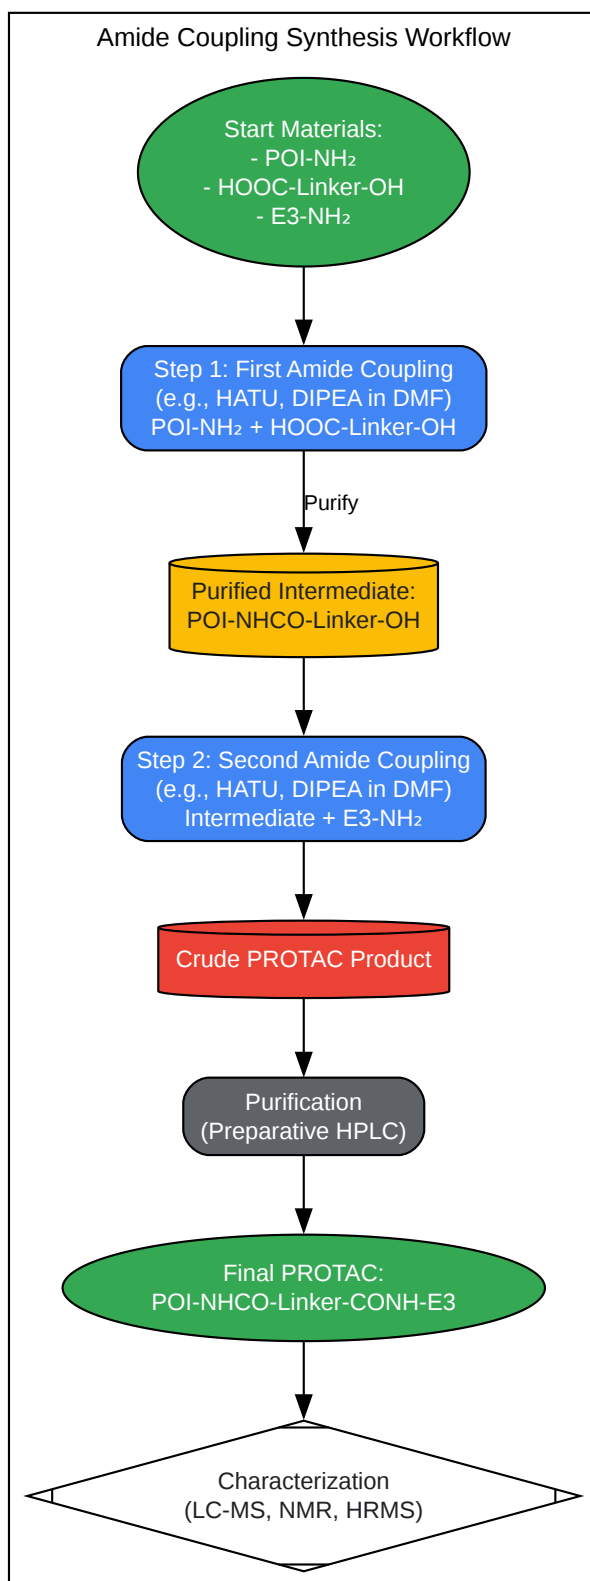 Amide Coupling Synthesis Workflow
Start Materials:
- POI-NH₂
- HOOC-Linker-OH
- E3-NH₂
Step 1: First Amide Coupling
(e.g., HATU, DIPEA in DMF)
POI-NH₂ + HOOC-Linker-OH
Purify
Purified Intermediate:
POI-NHCO-Linker-OH
Step 2: Second Amide Coupling
(e.g., HATU, DIPEA in DMF)
Intermediate + E3-NH₂
Crude PROTAC Product
Purification
(Preparative HPLC)
Final PROTAC:
POI-NHCO-Linker-CONH-E3
Characterization
(LC-MS, NMR, HRMS)